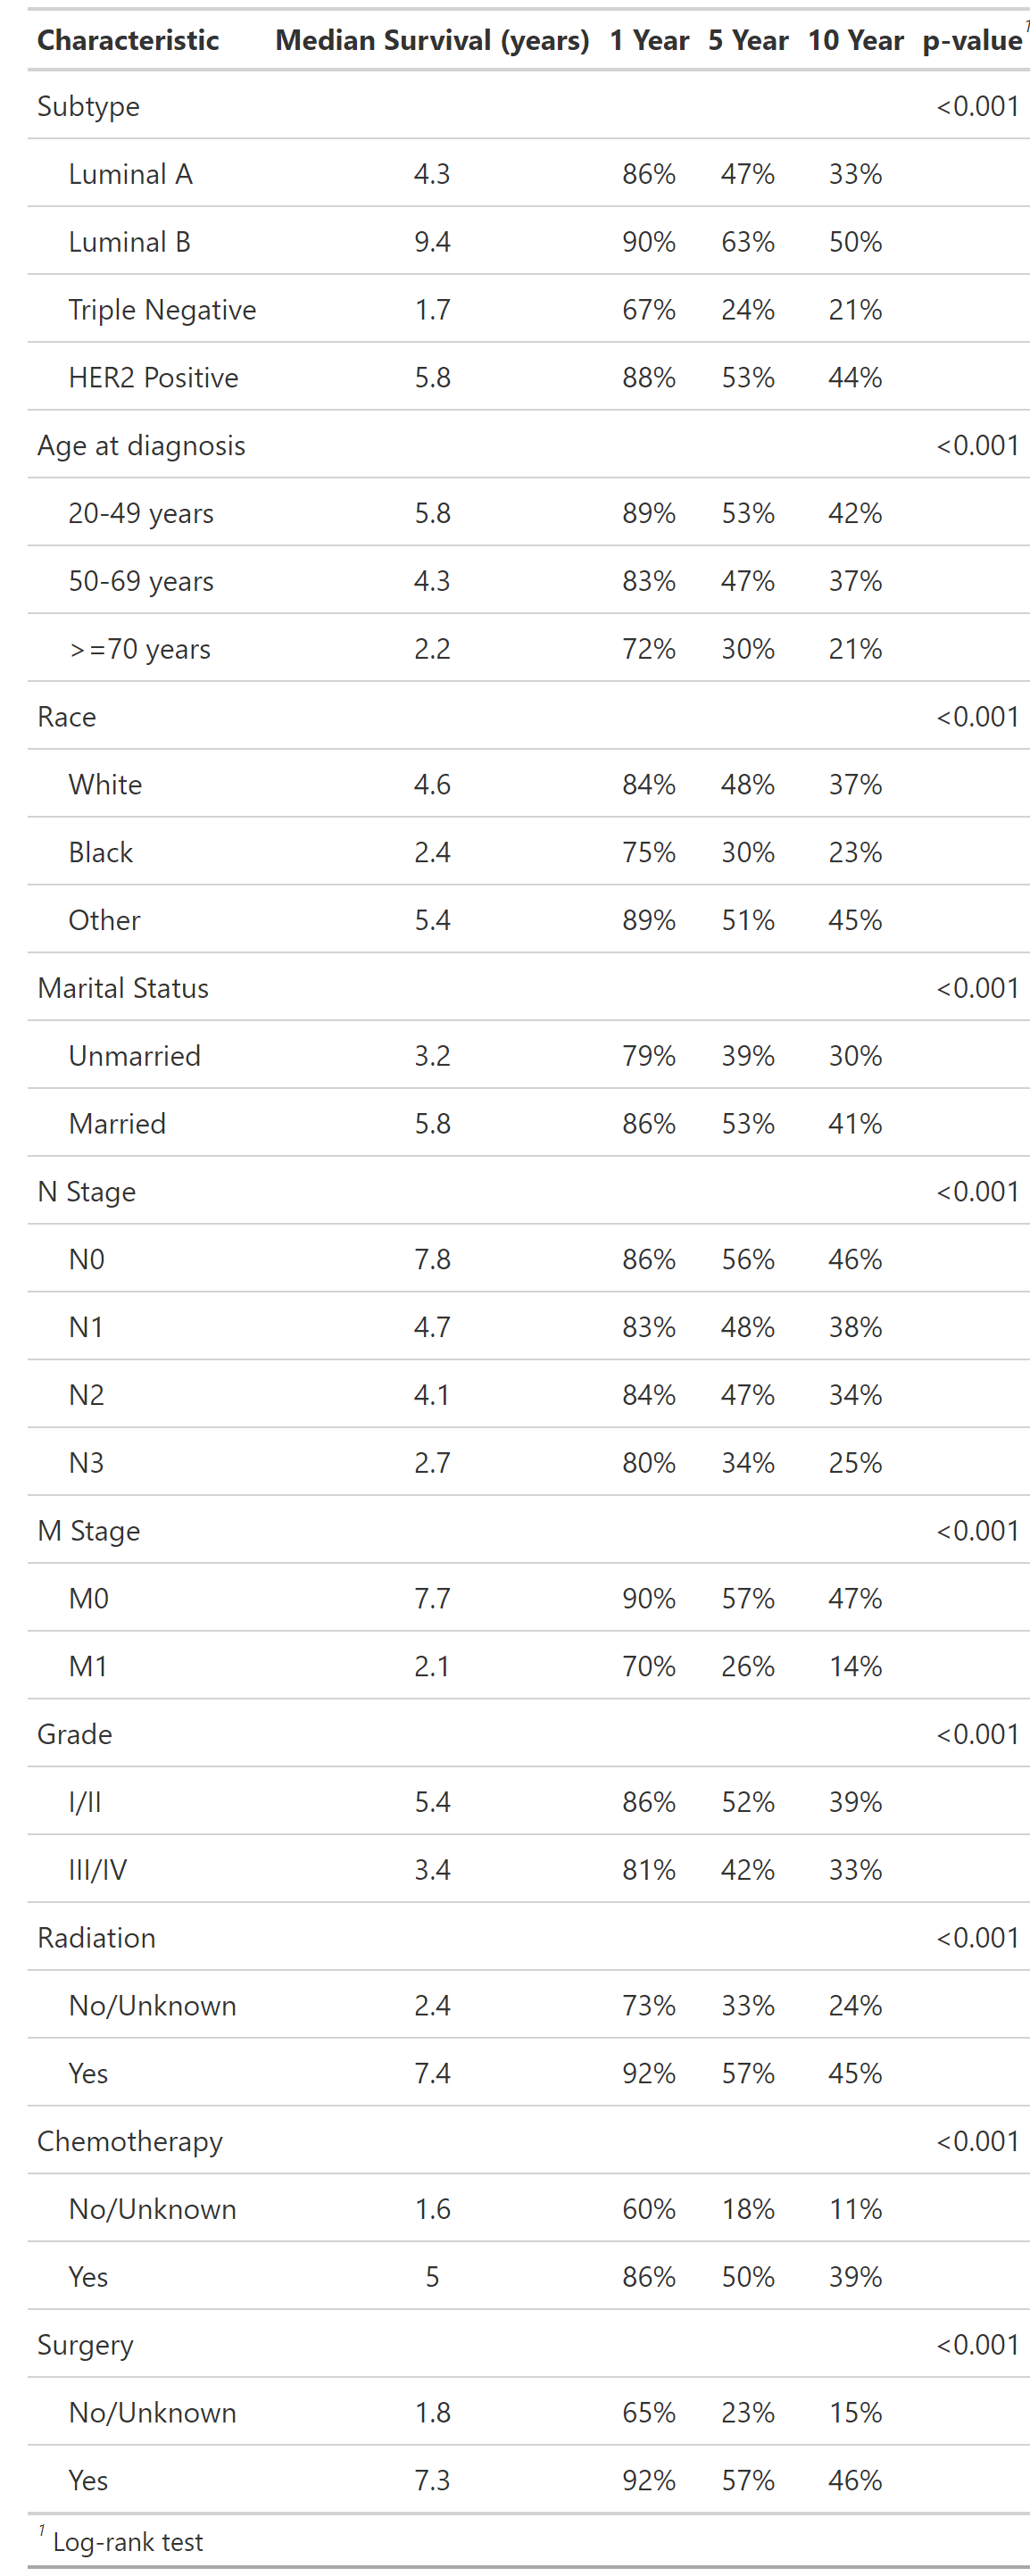 Characteristic Median Survival (years) 1 Year 5 Year 10 Year p-value1
Subtype <0.001
Luminal A 4.3 86% 47% 33%
Luminal B 9.4 90% 63% 50%
Triple Negative 1.7 67% 24% 21%
HER2 Positive 5.8 88% 53% 44%
Age at diagnosis <0.001
20-49 years 5.8 89% 53% 42%
50-69 years 4.3 83% 47% 37%
>=70 years 2.2 72% 30% 21%
Race <0.001
White 4.6 84% 48% 37%
Black 2.4 75% 30% 23%
Other 5.4 89% 51% 45%
Marital Status <0.001
Unmarried 3.2 79% 39% 30%
Married 5.8 86% 53% 41%
N Stage <0.001
N0 7.8 86% 56% 46%
N1 4.7 83% 48% 38%
N2 4.1 84% 47% 34%
N3 2.7 80% 34% 25%
M Stage <0.001
M0 7.7 90% 57% 47%
M1 2.1 70% 26% 14%
Grade <0.001
I/II 5.4 86% 52% 39%
III/IV 3.4 81% 42% 33%
Radiation <0.001
No/Unknown 2.4 73% 33% 24%
Yes 7.4 92% 57% 45%
Chemotherapy <0.001
No/Unknown 1.6 60% 18% 11%
Yes 5 86% 50% 39%
Surgery <0.001
No/Unknown 1.8 65% 23% 15%
Yes 7.3 92% 57% 46%
1 Log-rank test